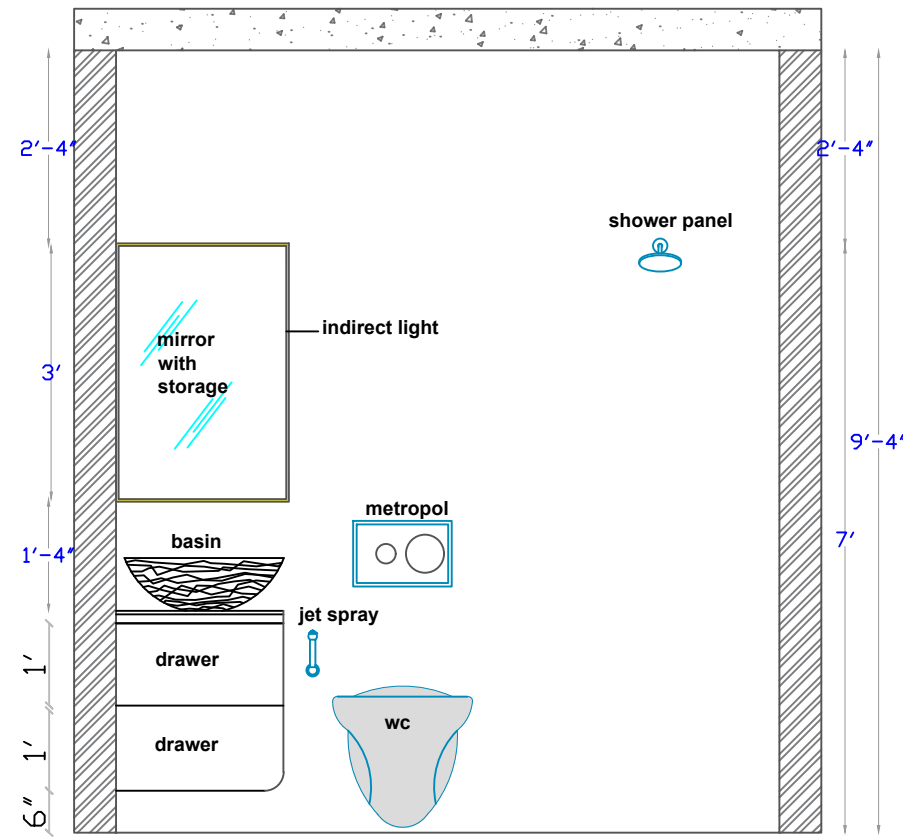 2'-4"
2'-4"
shower panel
indirect light
mirror
with
storage
3'
9'-4"
metropol
7'
basin
1'-4"
jet spray
1'
drawer
wc
1'
drawer
6"